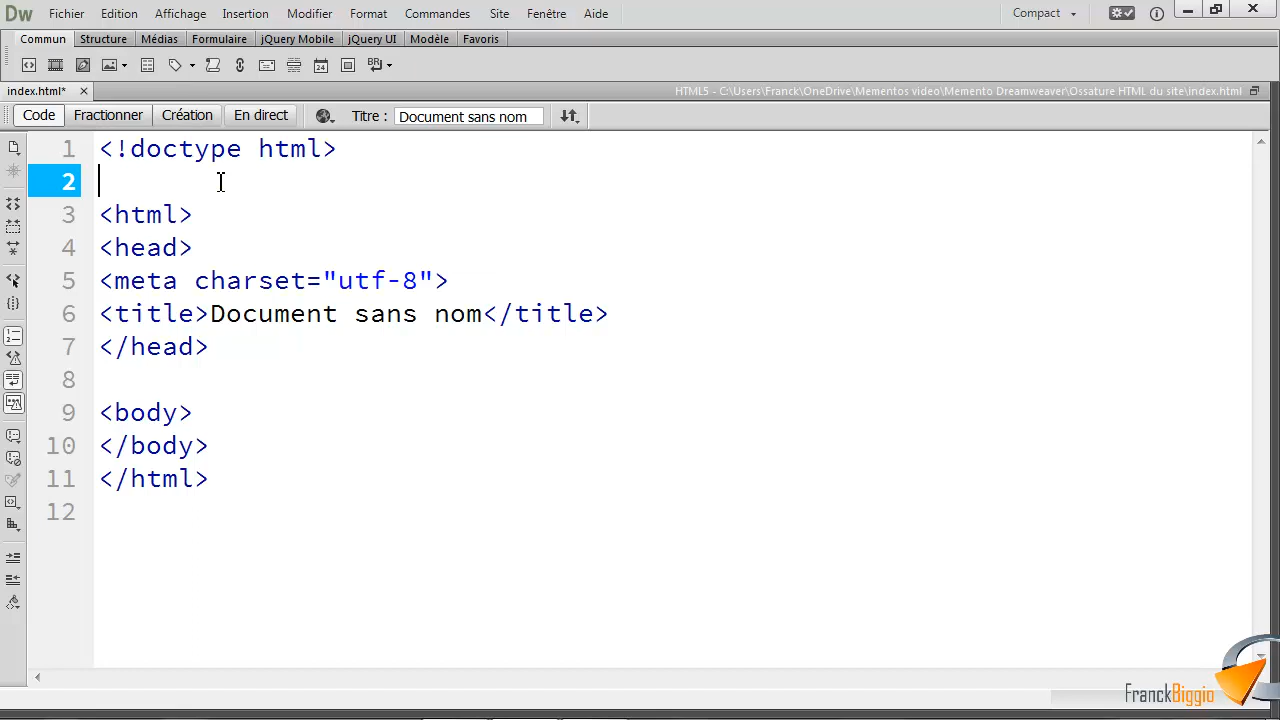 Dw Fichier Edition Affichage Insertion Modifier Format Commandes Site Fenêtre Aide Compact
Commun Structure Médias Formulaire jQuery Mobile jQuery UI Modèle Favoris
index.html* HTML5 - C:\Users\Franck\OneDrive\Mementos video\Memento Dreamweaver\Ossature HTML du site\index.html
Code Fractionner Création En direct Titre : Document sans nom
1 <!doctype html>
2
3 <html>
4 <head>
5 <meta charset="utf-8">
6 <title>Document sans nom</title>
7 </head>
8
9 <body>
10 </body>
11 </html>
12
FranckBiggio